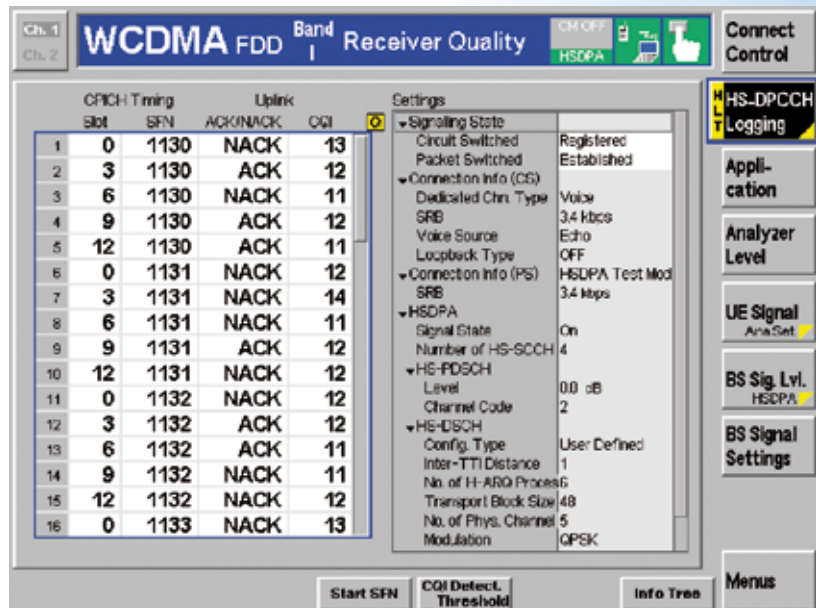 Ch. 1
Ch. 2
WCDMA FDD Band I Receiver Quality
CM OFF
HSDPA
Connect Control
CPICH Timing Uplink
Slot SFN ACK/NACK CQI
1 0 1130 NACK 13
2 3 1130 ACK 12
3 6 1130 NACK 11
4 9 1130 ACK 12
5 12 1130 ACK 11
6 0 1131 NACK 12
7 3 1131 NACK 14
8 6 1131 NACK 11
9 9 1131 ACK 12
10 12 1131 NACK 12
11 0 1132 NACK 12
12 3 1132 ACK 12
13 6 1132 ACK 11
14 9 1132 NACK 11
15 12 1132 NACK 12
16 0 1133 NACK 13
Settings
Signaling State
Circuit Switched Registered
Packet Switched Established
Connection Info (CS)
Dedicated Chn. Type Voice
SRB 3.4 kbps
Voice Source Echo
Loopback Type OFF
Connection Info (PS) HSDPA Test Mod
SRB 3.4 kbps
HSDPA
Signal State On
Number of HS-SCCH 4
HS-PDSCH
Level 0.0 dB
Channel Code 2
HS-DSCH
Config. Type User Defined
Inter-TTI Distance 1
No. of H-ARQ Proces 6
Transport Block Size 48
No. of Phys. Channel 5
Modulation QPSK
HLT
HS-DPCCH Logging
Appli-
cation
Analyzer
Level
UE Signal
Ana.Set.
BS Sig. Lvl.
HSDPA
BS Signal
Settings
Start SFN
CQI Detect.
Threshold
Info Tree
Menus